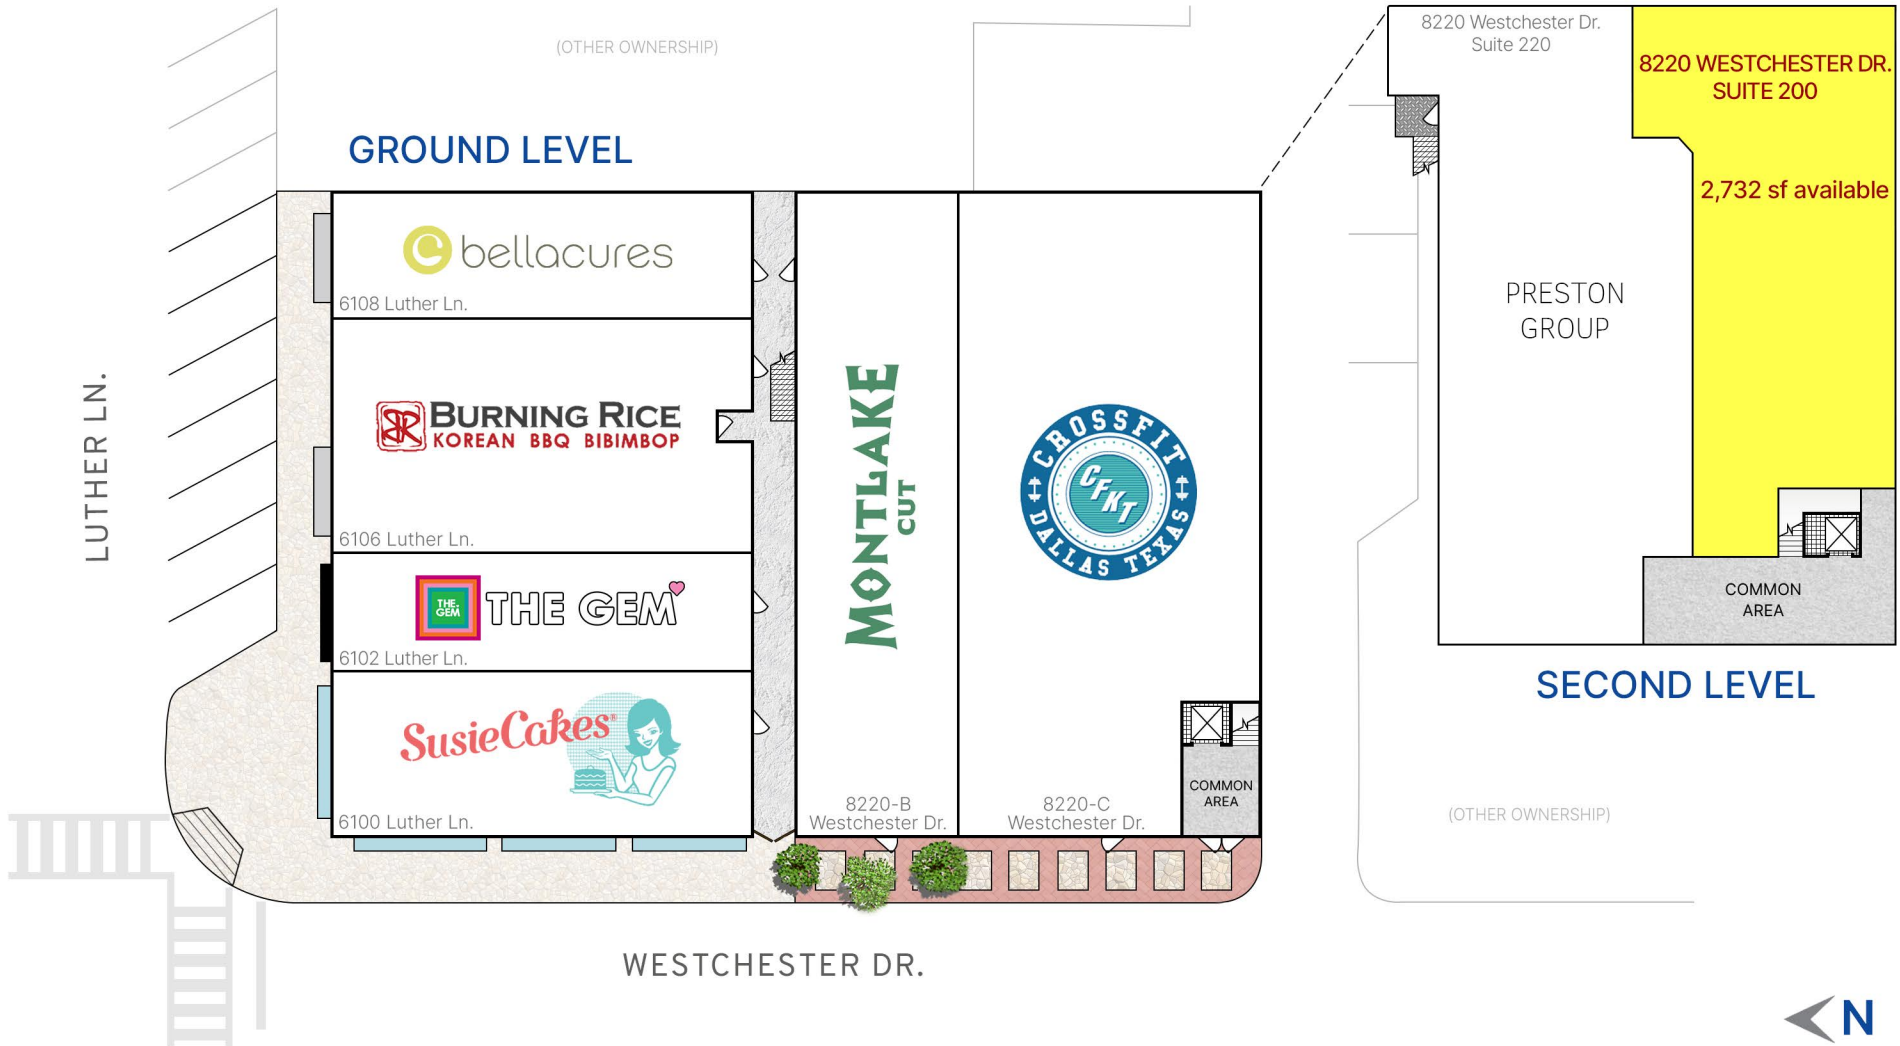 (OTHER OWNERSHIP)
GROUND LEVEL
8220 Westchester Dr.
Suite 220
8220 WESTCHESTER DR.
SUITE 200
2,732 sf available
PRESTON
GROUP
COMMON
AREA
SECOND LEVEL
(OTHER OWNERSHIP)
LUTHER LN.
bellacures
6108 Luther Ln.
BURNING RICE
KOREAN BBQ BIBIMBOP
6106 Luther Ln.
THE
GEM
THE GEM
6102 Luther Ln.
SusieCakes®
6100 Luther Ln.
MONTLAKE
CUT
8220-B
Westchester Dr.
CROSSFIT
CFKT
DALLAS TEXAS
8220-C
Westchester Dr.
COMMON
AREA
WESTCHESTER DR.
N